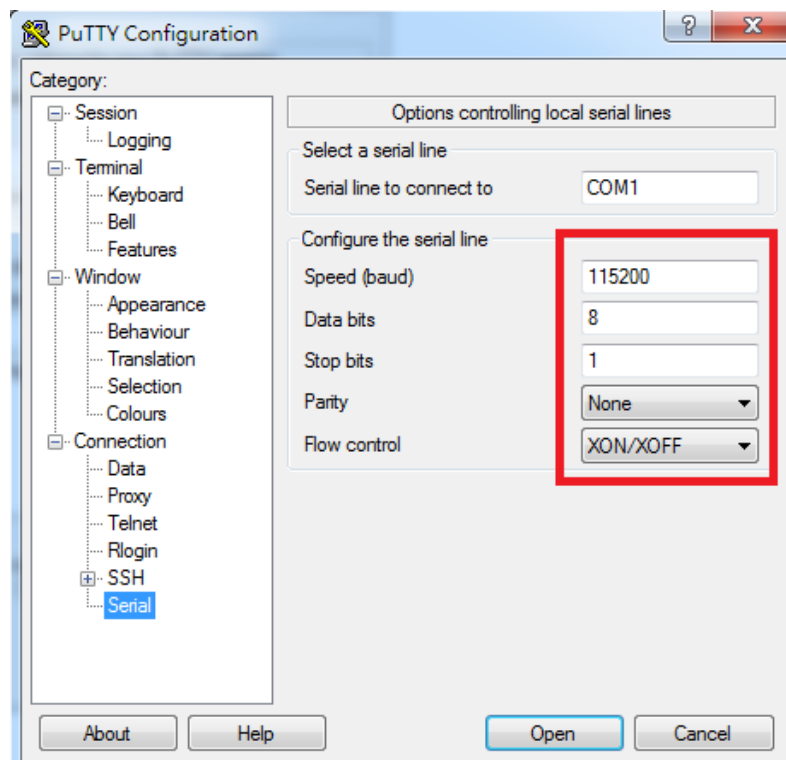 PuTTY Configuration
?
X
Category:
Session
Logging
Terminal
Keyboard
Bell
Features
Window
Appearance
Behaviour
Translation
Selection
Colours
Connection
Data
Proxy
Telnet
Rlogin
SSH
Serial
Options controlling local serial lines
Select a serial line
Serial line to connect to COM1
Configure the serial line
Speed (baud) 115200
Data bits 8
Stop bits 1
Parity None
Flow control XON/XOFF
About Help Open Cancel